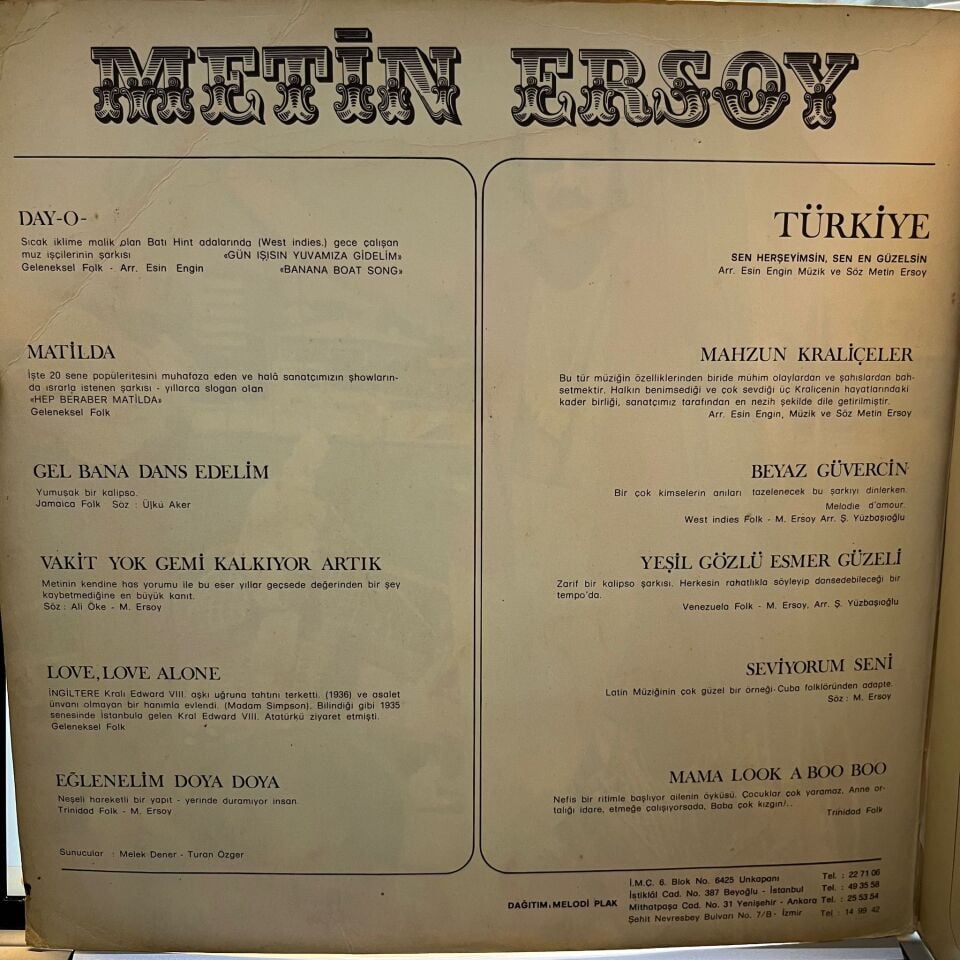 METİN ERSOY
DAY-O-
Sıcak iklime malik olan Batı Hint adalarında (West indies.) gece çalışan
muz işçilerinin şarkısı «GÜN IŞISIN YUVAMIZA GİDELİM»
Geleneksel Folk - Arr. Esin Engin «BANANA BOAT SONG»
MATİLDA
İşte 20 sene popüleritesini muhafaza eden ve halâ sanatçımızın şhowların-
da ısrarla istenen şarkısı - yıllarca slogan olan
«HEP BERABER MATİLDA»
Geleneksel Folk
GEL BANA DANS EDELİM
Yumuşak bir kalipso.
Jamaica Folk Söz : Ülkü Aker
VAKİT YOK GEMİ KALKIYOR ARTIK
Metinin kendine has yorumu ile bu eser yıllar geçsede değerinden bir şey
kaybetmediğine en büyük kanıt.
Söz : Ali Öke - M. Ersoy
LOVE, LOVE ALONE
İNGİLTERE Kralı Edward VIII. aşkı uğruna tahtını terketti. (1936) ve asalet
ünvanı olmayan bir hanımla evlendi. (Madam Simpson). Bilindiği gibi 1935
senesinde İstanbula gelen Kral Edward VIII. Atatürkü ziyaret etmişti.
Geleneksel Folk
EĞLENELİM DOYA DOYA
Neşeli hareketli bir yapıt - yerinde duramıyor insan.
Trinidad Folk - M. Ersoy
Sunucular : Melek Dener - Turan Özger
TÜRKİYE
SEN HERŞEYİMSİN, SEN EN GÜZELSİN
Arr. Esin Engin Müzik ve Söz Metin Ersoy
MAHZUN KRALİÇELER
Bu tür müziğin özelliklerinden biride mühim olaylardan ve şahıslardan bah-
setmektir. Halkın benimsediği ve çok sevdiği üç Kraliçenin hayatlarındaki
kader birliği, sanatçımız tarafından en nezih şekilde dile getirilmiştir.
Arr. Esin Engin, Müzik ve Söz Metin Ersoy
BEYAZ GÜVERCİN
Bir çok kimselerin anıları tazelenecek bu şarkıyı dinlerken.
Melodie d'amour.
West indies Folk - M. Ersoy Arr. Ş. Yüzbaşıoğlu
YEŞİL GÖZLÜ ESMER GÜZELİ
Zarif bir kalipso şarkısı. Herkesin rahatlıkla söyleyip dansedebileceği bir
tempo'da.
Venezuela Folk - M. Ersoy, Arr. Ş. Yüzbaşıoğlu
SEVİYORUM SENİ
Latin Müziğinin çok güzel bir örneği-Cuba folklöründen adapte.
Söz : M. Ersoy
MAMA LOOK A BOO BOO
Nefis bir ritimle başlıyor ailenin öyküsü. Çocuklar çok yaramaz, Anne or-
talığı idare, etmeğe çalışıyorsada, Baba çok kızgın!..
Trinidad Folk
DAĞITIM: MELODİ PLAK
İ.M.Ç. 6. Blok No. 6425 Unkapanı Tel. : 22 71 06
İstiklâl Cad. No. 387 Beyoğlu - İstanbul Tel. : 49 35 58
Mithatpaşa Cad. No. 31 Yenişehir - Ankara Tel. : 25 53 54
Şehit Nevresbey Bulvarı No. 7/B - İzmir Tel : 14 99 42